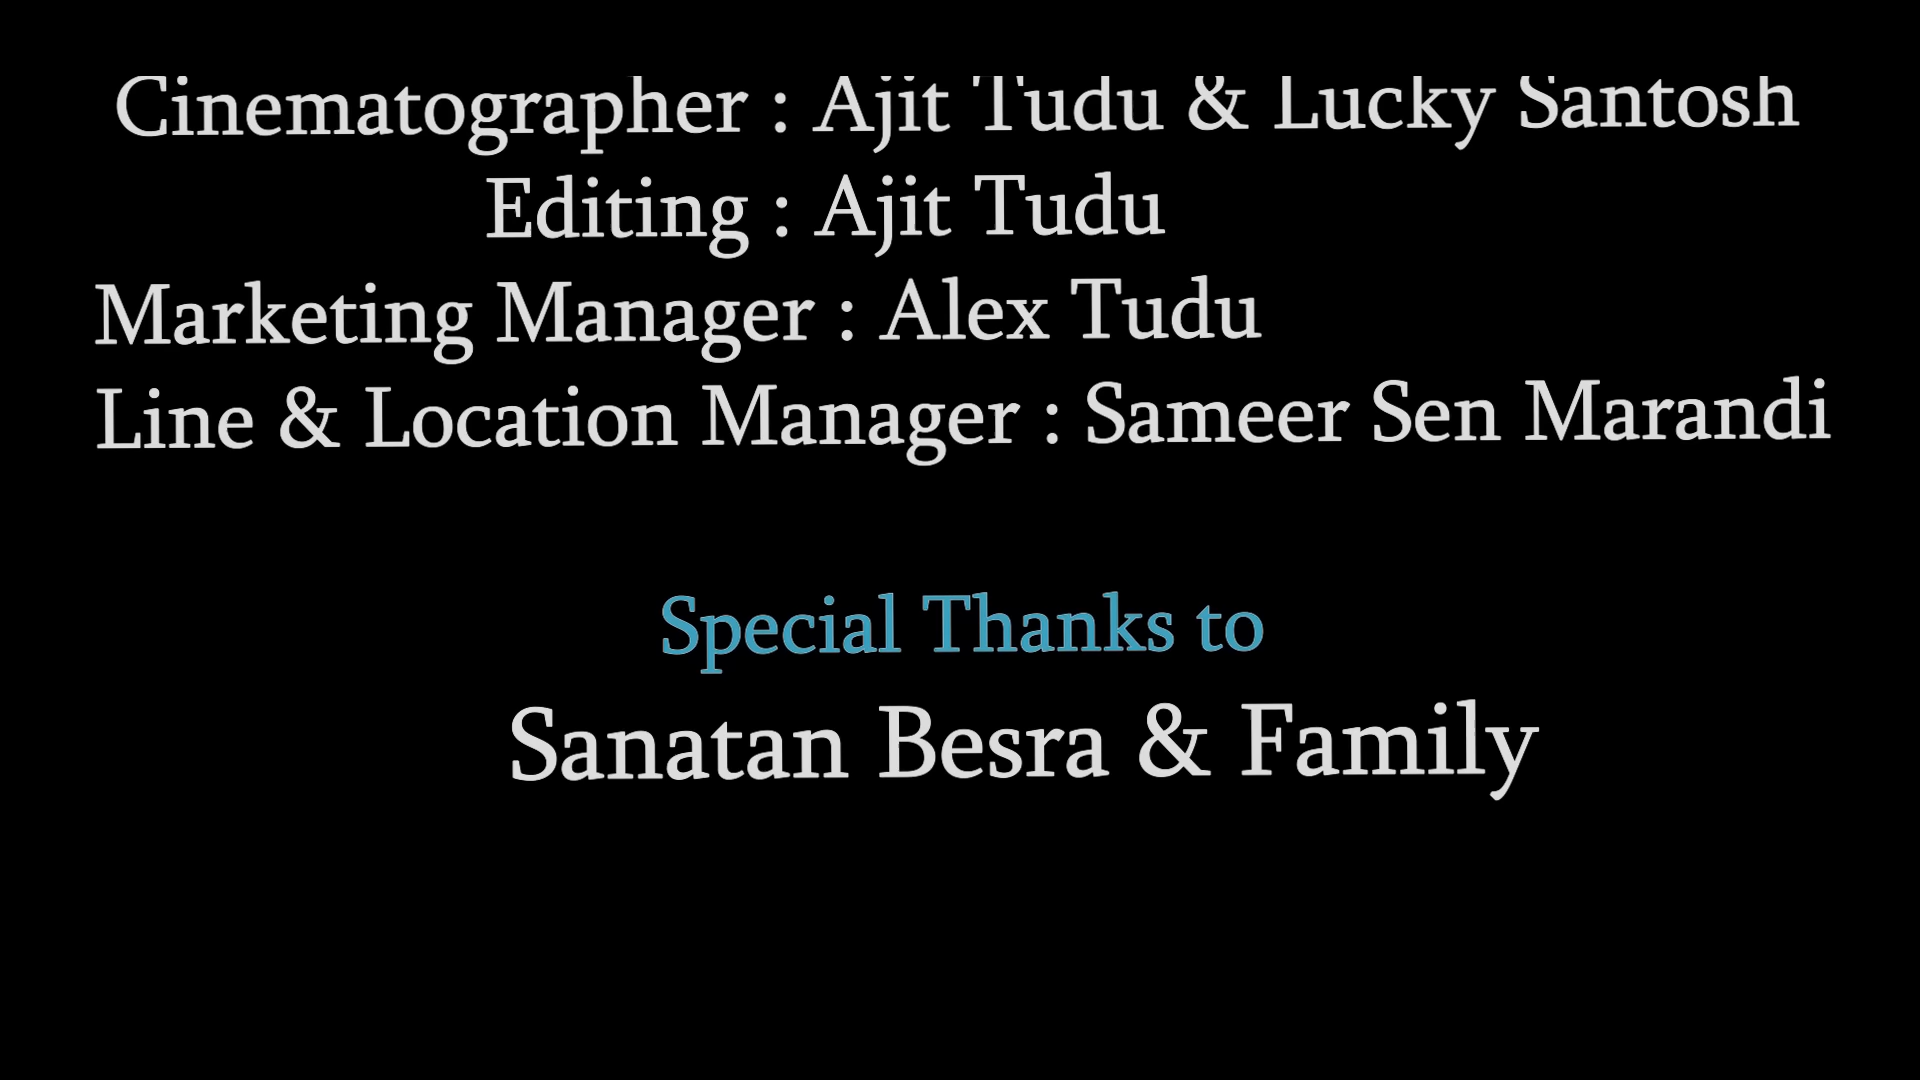 Cinematographer : Ajit Tudu & Lucky Santosh
Editing : Ajit Tudu
Marketing Manager : Alex Tudu
Line & Location Manager : Sameer Sen Marandi
Special Thanks to
Sanatan Besra & Family